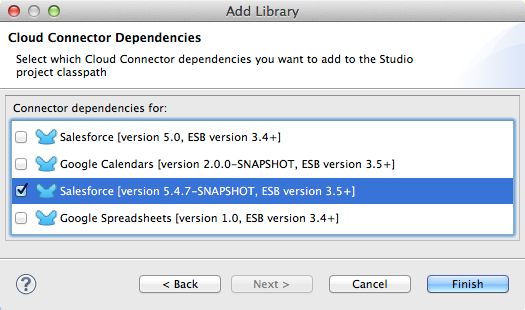 Add Library
Cloud Connector Dependencies
Select which Cloud Connector dependencies you want to add to the Studio
project classpath
Connector dependencies for:
Salesforce [version 5.0, ESB version 3.4+]
Google Calendars [version 2.0.0-SNAPSHOT, ESB version 3.5+]
Salesforce [version 5.4.7-SNAPSHOT, ESB version 3.5+]
Google Spreadsheets [version 1.0, ESB version 3.4+]
? < Back Next > Cancel Finish